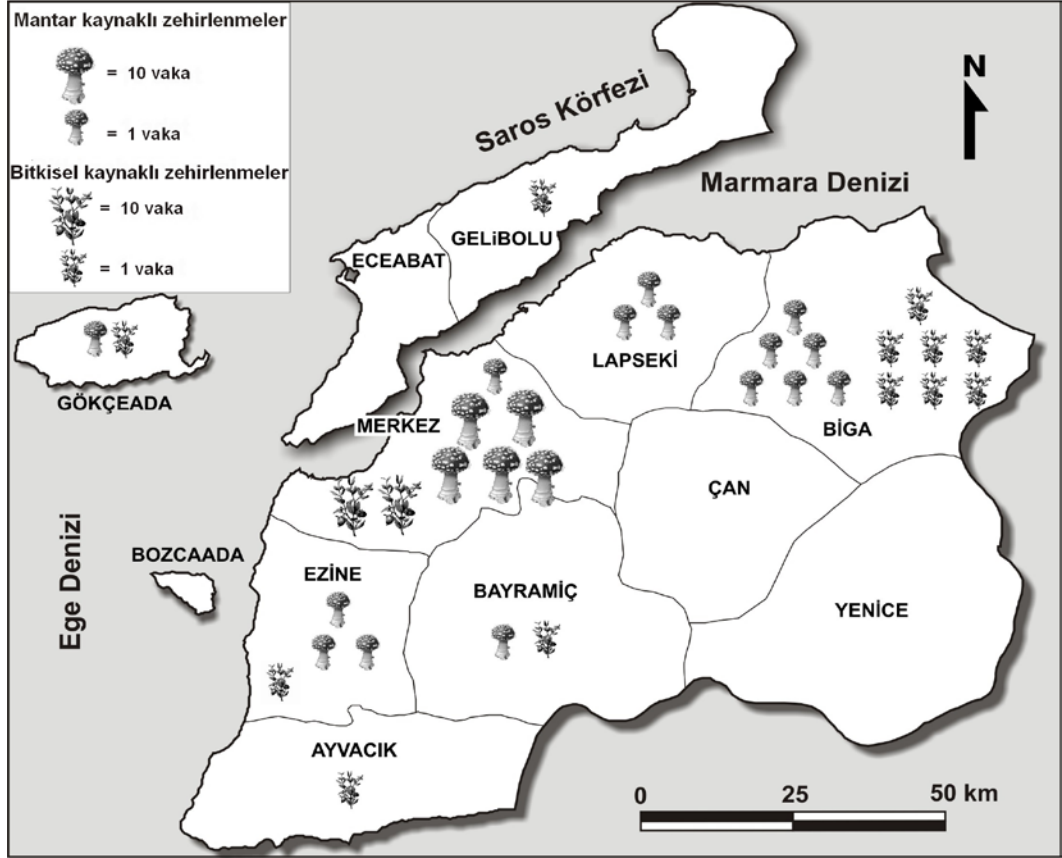 Mantar kaynaklı zehirlenmeler
= 10 vaka
= 1 vaka
Bitkisel kaynaklı zehirlenmeler
= 10 vaka
= 1 vaka
N
Saros Körfezi
Marmara Denizi
GELiBOLU
ECEABAT
LAPSEKİ
GÖKÇEADA
MERKEZ
BİGA
ÇAN
Ege Denizi
BOZCAADA
EZİNE
BAYRAMİÇ
YENİCE
AYVACIK
0 25 50 km